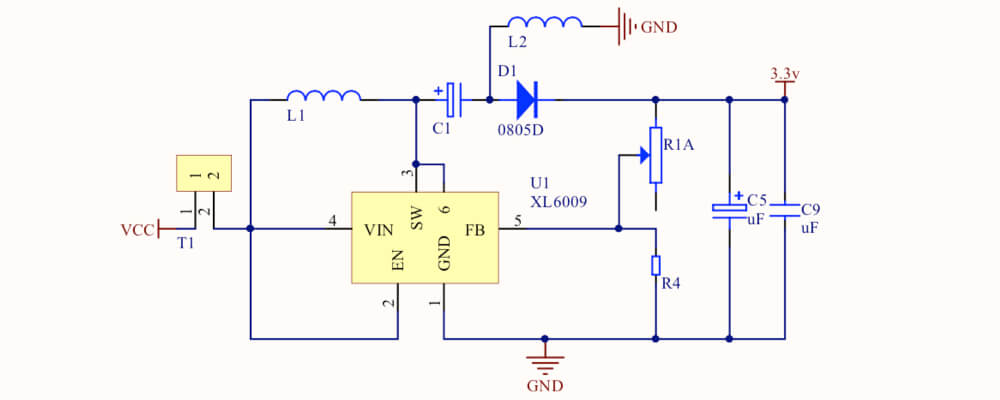 L2
GND
D1
3.3v
L1
+
C1
0805D
R1A
1
2
3
U1
XL6009
VCC
1
2
T1
4
VIN
SW
6
FB
5
EN
GND
+
C5
uF
C9
uF
R4
2
1
GND